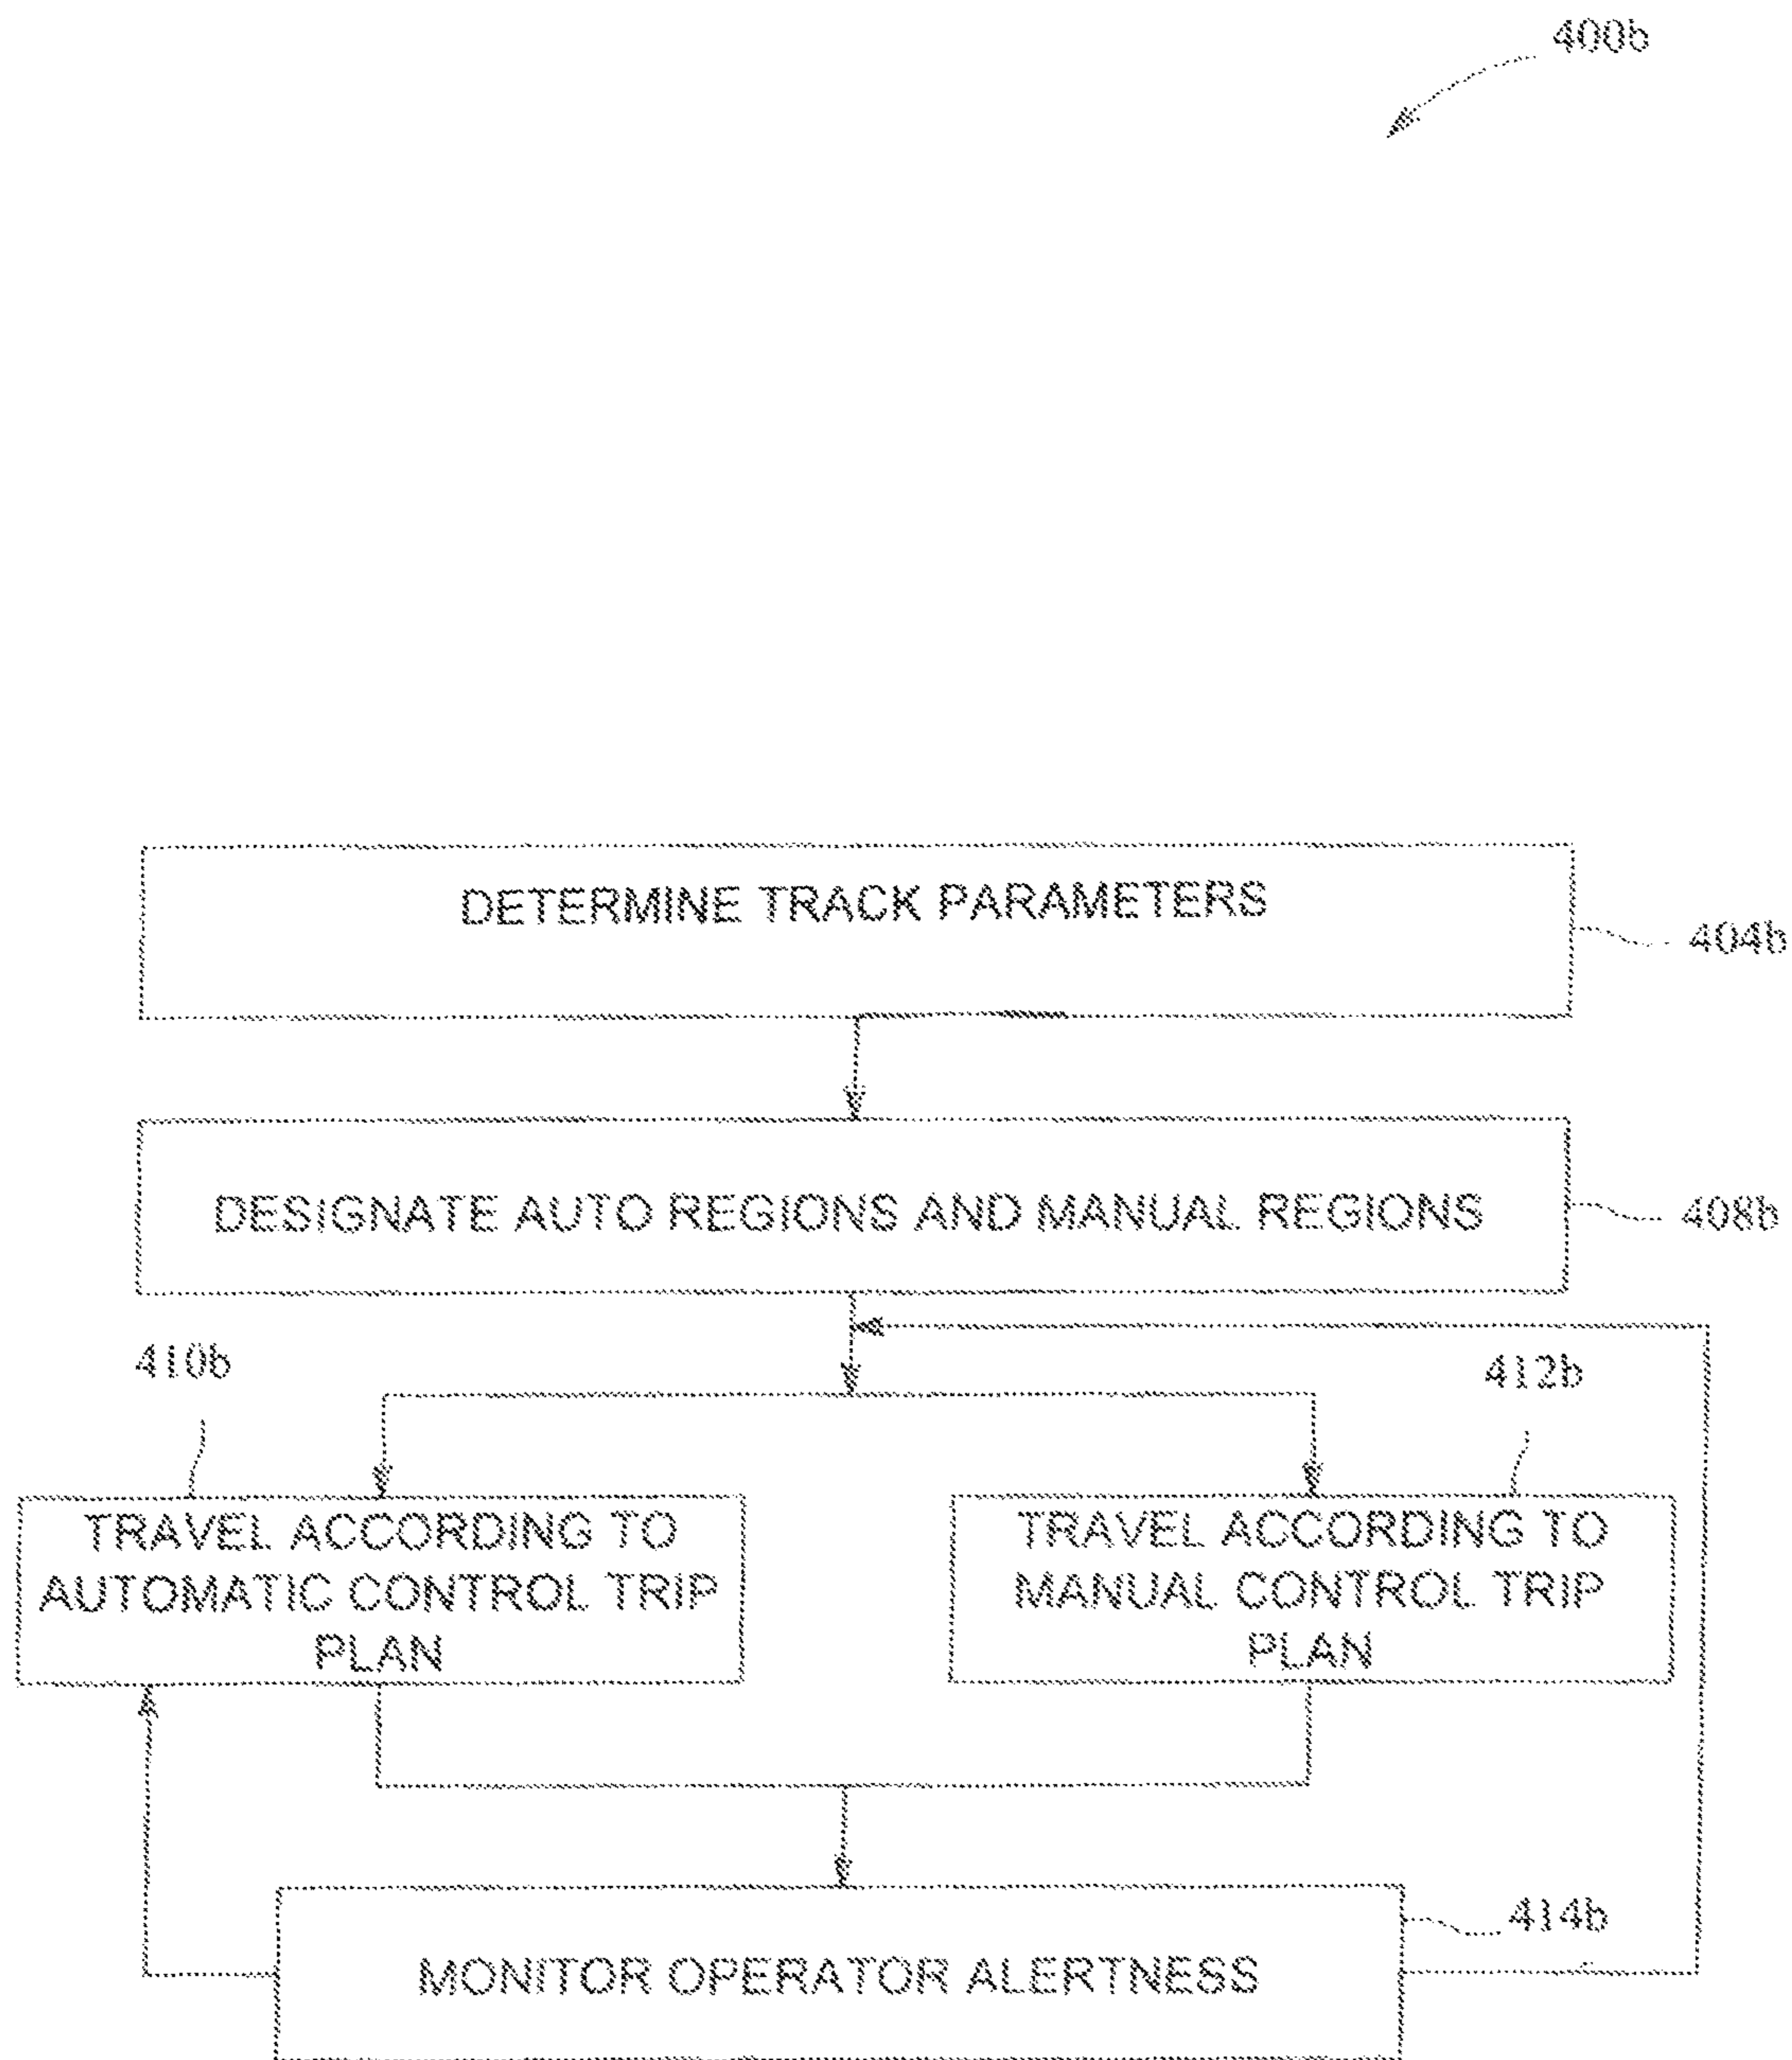 400b
DETERMINE TRACK PARAMETERS
404b
DESIGNATE AUTO REGIONS AND MANUAL REGIONS
408b
410b
412b
TRAVEL ACCORDING TO
AUTOMATIC CONTROL TRIP
PLAN
TRAVEL ACCORDING TO
MANUAL CONTROL TRIP
PLAN
414b
MONITOR OPERATOR ALERTNESS